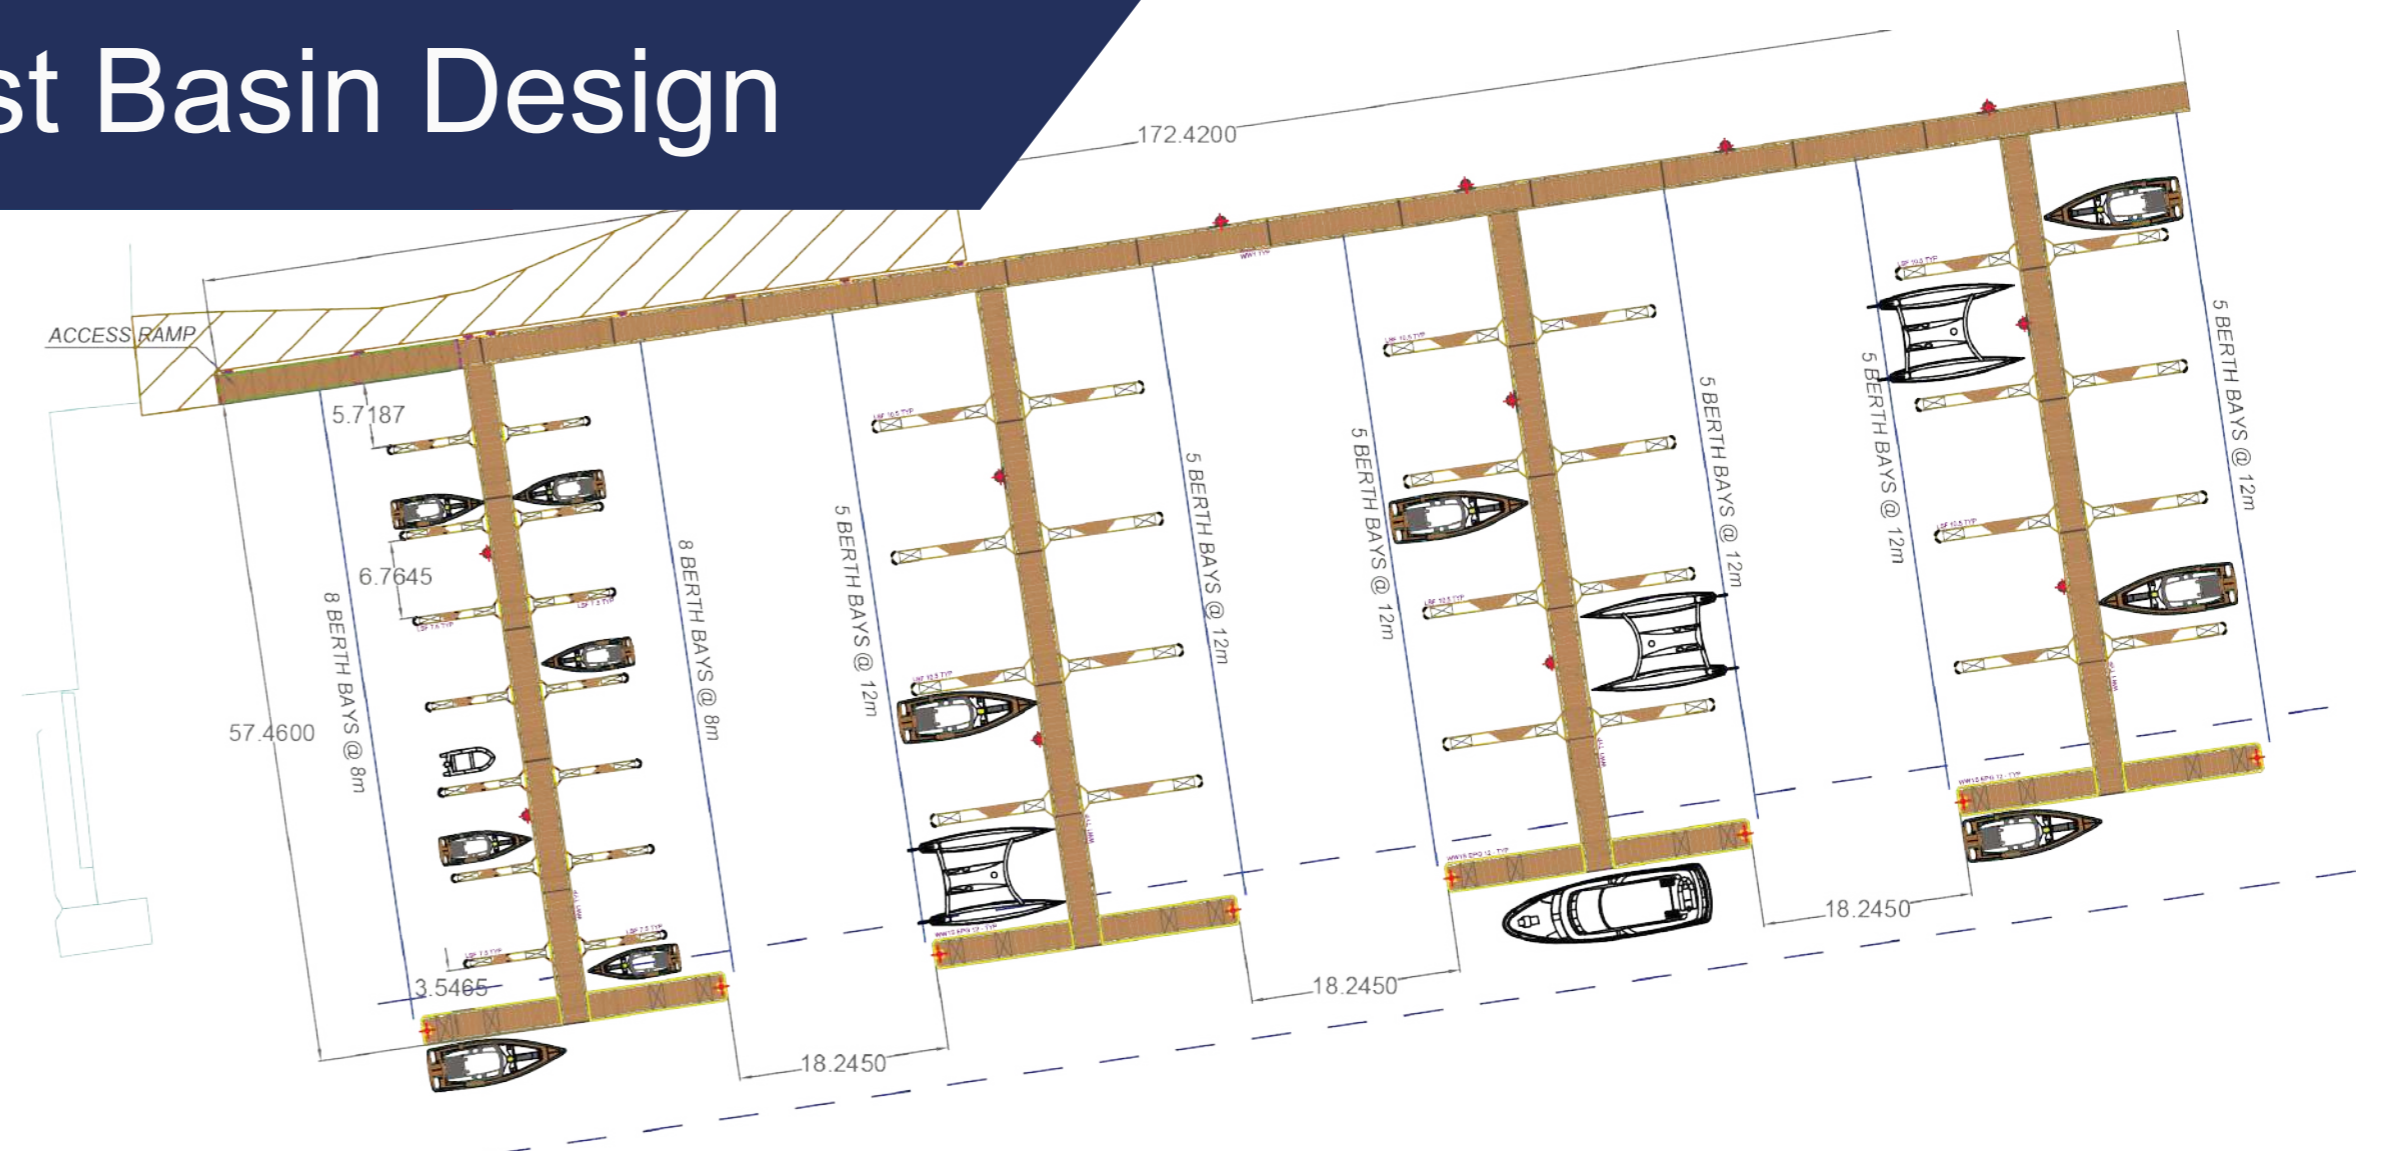 st Basin Design
172.4200
ACCESS RAMP
5.7187
6.7645
57.4600
3.5465
8 BERTH BAYS @ 8m
8 BERTH BAYS @ 8m
5 BERTH BAYS @ 12m
5 BERTH BAYS @ 12m
5 BERTH BAYS @ 12m
5 BERTH BAYS @ 12m
5 BERTH BAYS @ 12m
5 BERTH BAYS @ 12m
18.2450
18.2450
18.2450